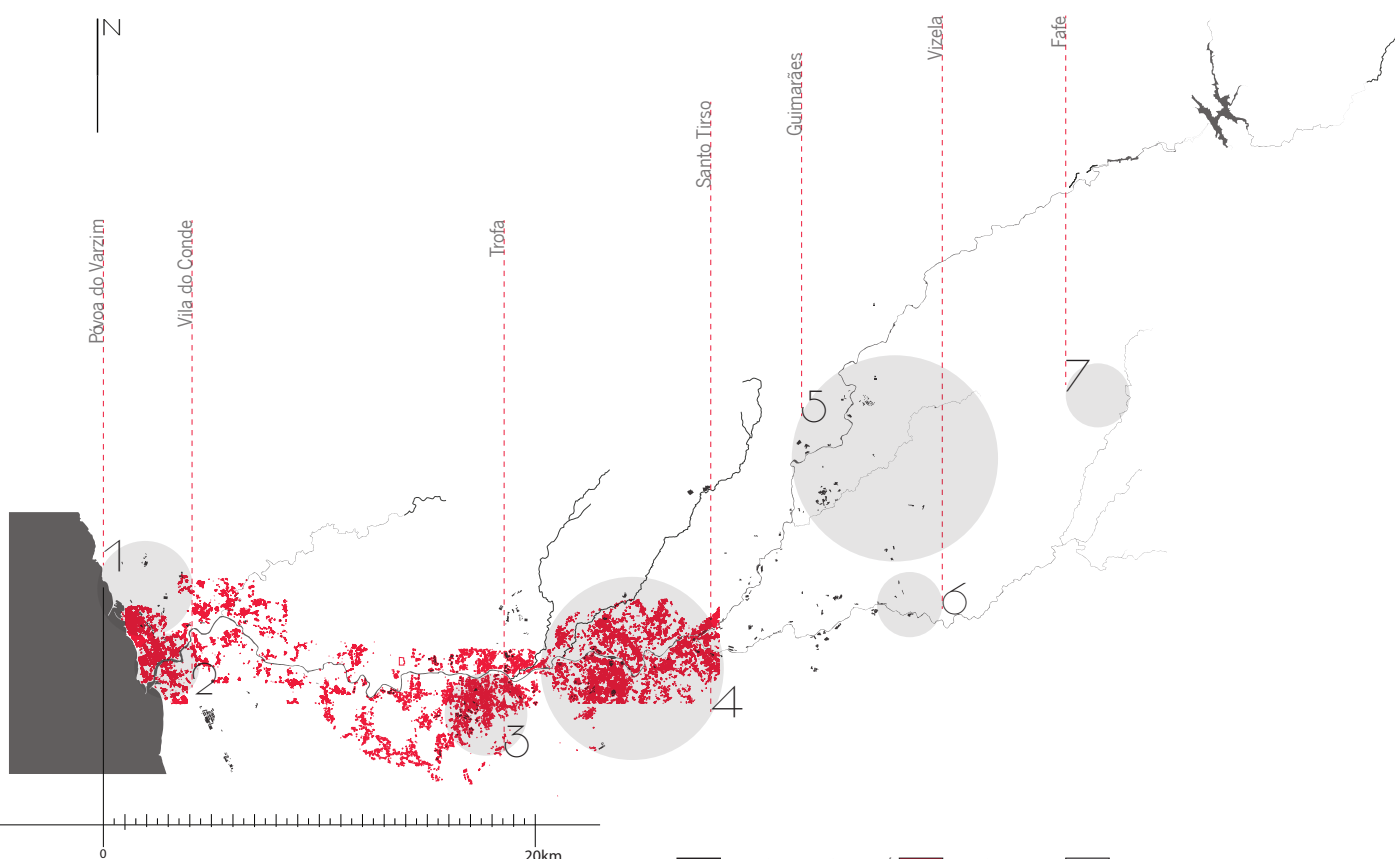 N
Póvoa do Varzim
Vila do Conde
Trofa
Santo Tirso
Guimarães
Vizela
Fafe
1
2
3
4
5
6
7
0
20km